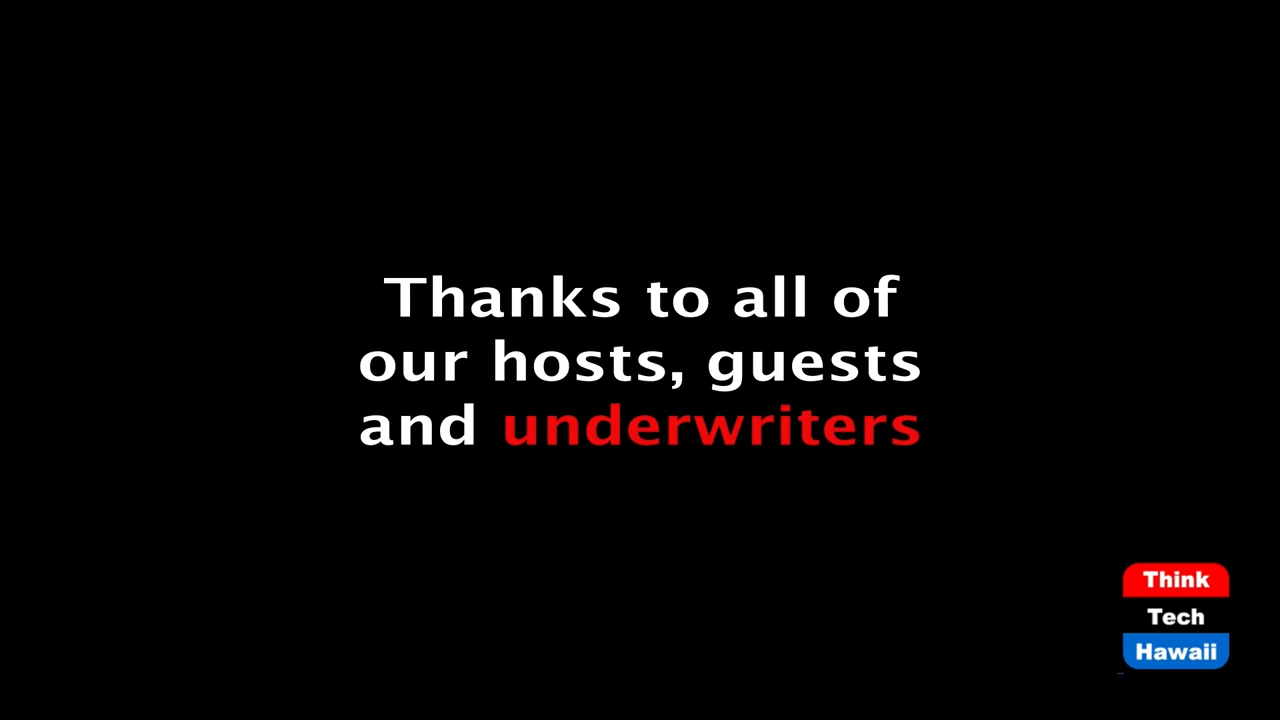 Thanks to all of
our hosts, guests
and underwriters
Think
Tech
Hawaii